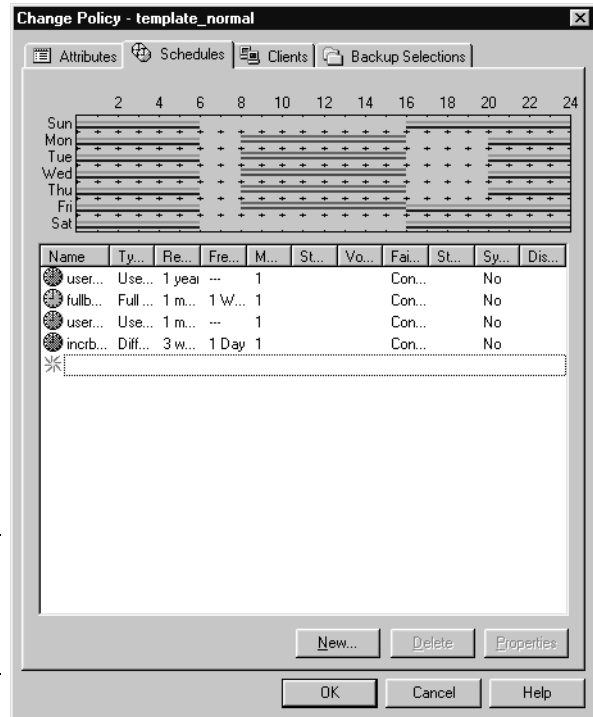 Change Policy - template_normal
Attributes Schedules Clients Backup Selections
2 4 6 8 10 12 14 16 18 20 22 24
Sun
Mon
Tue
Wed
Thu
Fri
Sat
Name Ty... Re... Fre... M... St... Vo... Fai... St... Sy... Dis...
user... Use... 1 year --- 1 Con... No
fullb... Full ... 1 m... 1 W... 1 Con... No
user... Use... 1 m... --- 1 Con... No
incrb... Diff... 3 w... 1 Day 1 Con... No
New... Delete Properties
OK Cancel Help